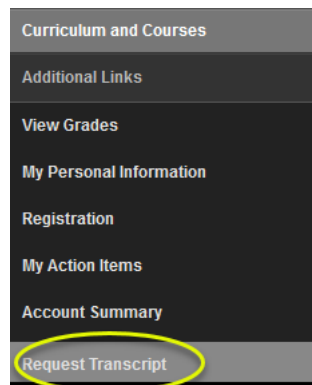 Curriculum and Courses
Additional Links
View Grades
My Personal Information
Registration
My Action Items
Account Summary
Request Transcript